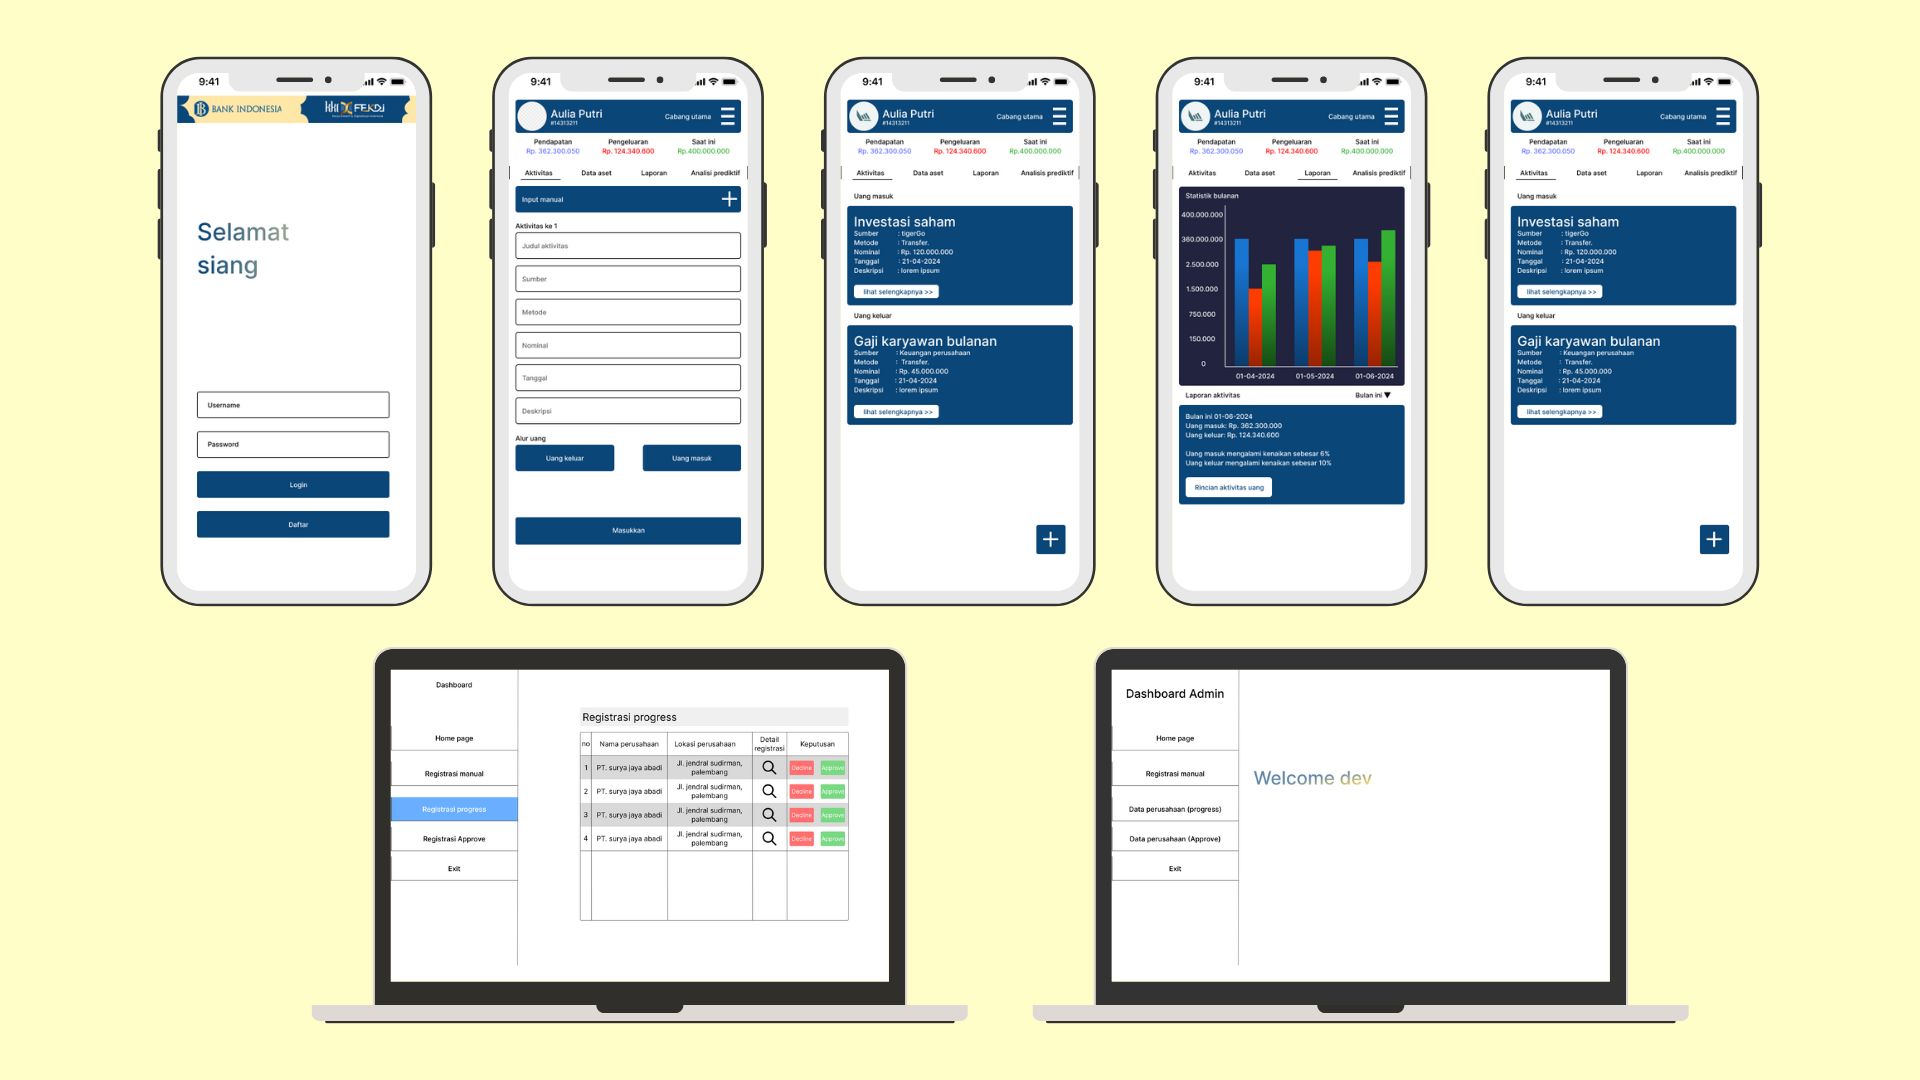 9:41
BANK INDONESIA
kki FEKDI
Selamat
siang
Username
Password
Login
Daftar
9:41
Aulia Putri
#14313211
Cabang utama
Pendapatan Pengeluaran Saat ini
Rp. 362.300.050 Rp. 124.340.600 Rp.400.000.000
Aktivitas Data aset Laporan Analisi prediktif
Input manual
Aktivitas ke 1
Judul aktivitas
Sumber
Metode
Nominal
Tanggal
Deskripsi
Alur uang
Uang keluar Uang masuk
Masukkan
9:41
Aulia Putri
#14313211
Cabang utama
Pendapatan Pengeluaran Saat ini
Rp. 362.300.050 Rp. 124.340.600 Rp.400.000.000
Aktivitas Data aset Laporan Analisis prediktif
Uang masuk
Investasi saham
Sumber : tigerGo
Metode : Transfer.
Nominal : Rp. 120.000.000
Tanggal : 21-04-2024
Deskripsi : lorem ipsum
lihat selengkapnya >>
Uang keluar
Gaji karyawan bulanan
Sumber : Keuangan perusahaan
Metode : Transfer.
Nominal : Rp. 45.000.000
Tanggal : 21-04-2024
Deskripsi : lorem ipsum
lihat selengkapnya >>
9:41
Aulia Putri
#14313211
Cabang utama
Pendapatan Pengeluaran Saat ini
Rp. 362.300.050 Rp. 124.340.600 Rp.400.000.000
Aktivitas Data aset Laporan Analisis prediktif
Statistik bulanan
400.000.000
360.000.000
2.500.000
1.500.000
750.000
150.000
0
01-04-2024 01-05-2024 01-06-2024
Laporan aktivitas Bulan ini ▼
Bulan ini 01-06-2024
Uang masuk: Rp. 362.300.000
Uang keluar: Rp. 124.340.600
Uang masuk mengalami kenaikan sebesar 6%
Uang keluar mengalami kenaikan sebesar 10%
Rincian aktivitas uang
9:41
Aulia Putri
#14313211
Cabang utama
Pendapatan Pengeluaran Saat ini
Rp. 362.300.050 Rp. 124.340.600 Rp.400.000.000
Aktivitas Data aset Laporan Analisis prediktif
Uang masuk
Investasi saham
Sumber : tigerGo
Metode : Transfer.
Nominal : Rp. 120.000.000
Tanggal : 21-04-2024
Deskripsi : lorem ipsum
lihat selengkapnya >>
Uang keluar
Gaji karyawan bulanan
Sumber : Keuangan perusahaan
Metode : Transfer.
Nominal : Rp. 45.000.000
Tanggal : 21-04-2024
Deskripsi : lorem ipsum
lihat selengkapnya >>
Dashboard
Home page
Registrasi manual
Registrasi progress
Registrasi Approve
Exit
Registrasi progress
no Nama perusahaan Lokasi perusahaan Detail registrasi Keputusan
1 PT. surya jaya abadi Jl. jendral sudirman, palembang Decline Approve
2 PT. surya jaya abadi Jl. jendral sudirman, palembang Decline Approve
3 PT. surya jaya abadi Jl. jendral sudirman, palembang Decline Approve
4 PT. surya jaya abadi Jl. jendral sudirman, palembang Decline Approve
Dashboard Admin
Home page
Registrasi manual
Data perusahaan (progress)
Data perusahaan (Approve)
Exit
Welcome dev